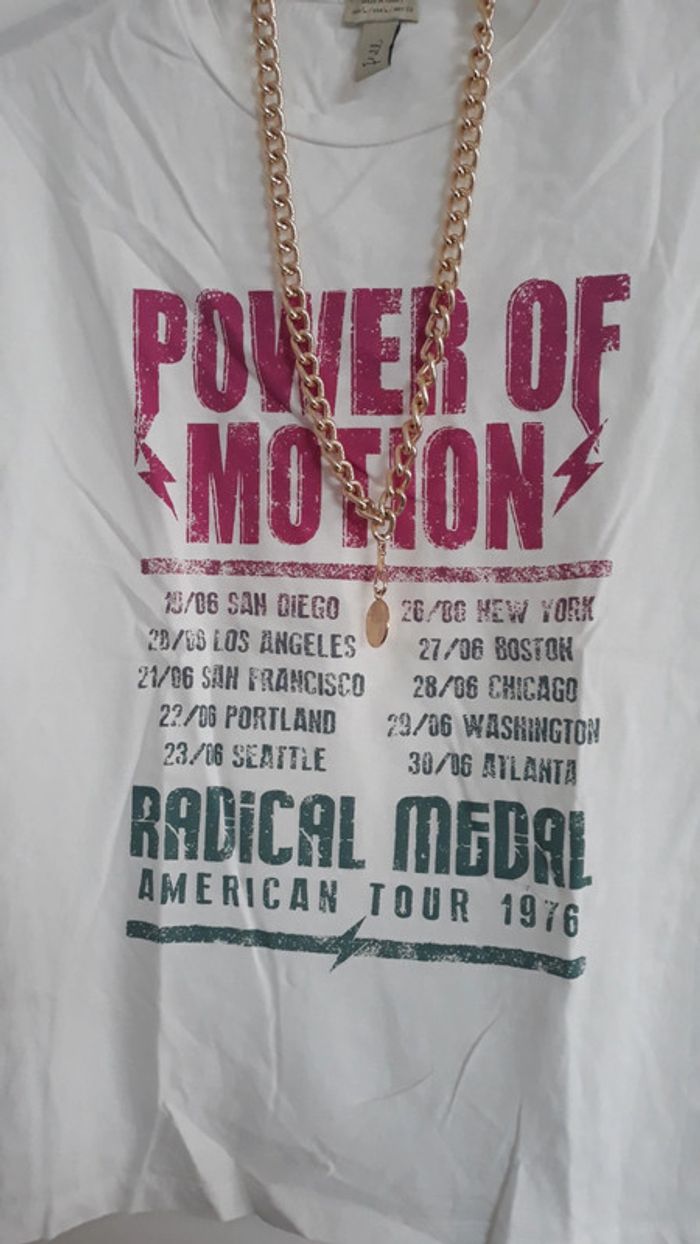 POWER OF
MOTION
19/06 SAN DIEGO
20/06 LOS ANGELES
21/06 SAN FRANCISCO
22/06 PORTLAND
23/06 SEATTLE
26/06 NEW YORK
27/06 BOSTON
28/06 CHICAGO
29/06 WASHINGTON
30/06 ATLANTA
RADiCAL MEDAL
AMERICAN TOUR 1976